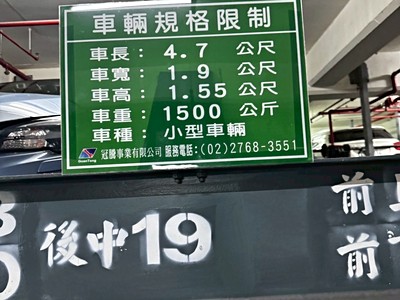 車輛規格限制
車長： 4.7 公尺
車寬： 1.9 公尺
車高： 1.55 公尺
車重： 1500 公斤
車種： 小型車輛
冠騰事業有限公司 服務電話:(02)2768-3551
後中19
前
前